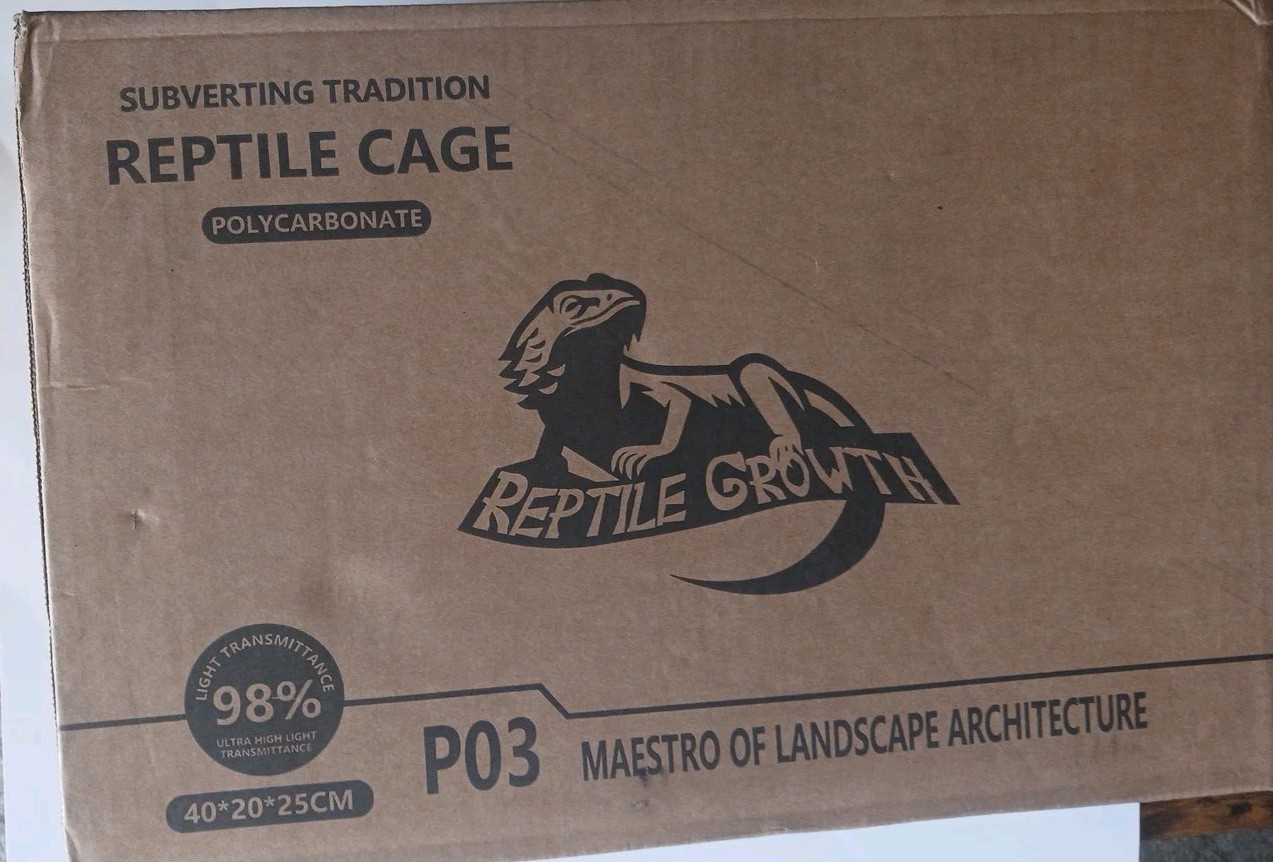 SUBVERTING TRADITION
REPTILE CAGE
POLYCARBONATE
REPTILE GROWTH
LIGHT TRANSMITTANCE
98%
ULTRA HIGH LIGHT
TRANSMITTANCE
40*20*25CM
P03
MAESTRO OF LANDSCAPE ARCHITECTURE